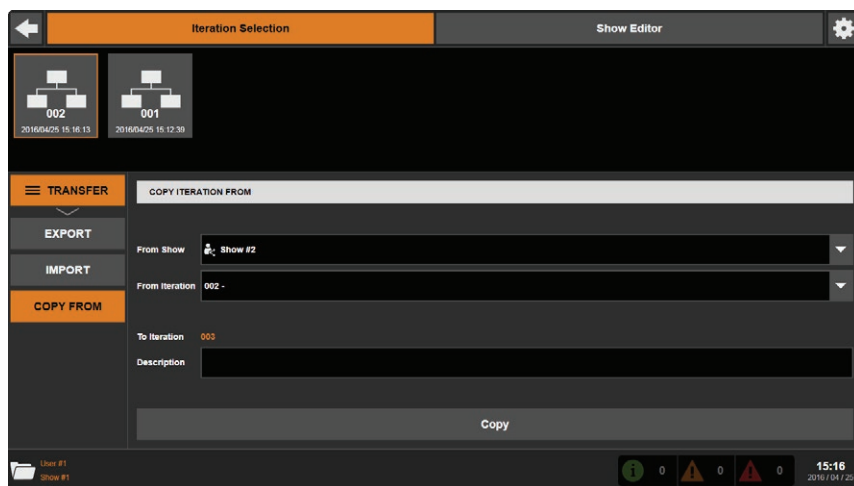 Iteration Selection
Show Editor
002
2016/04/25 15:16:13
001
2016/04/25 15:12:39
TRANSFER
EXPORT
IMPORT
COPY FROM
COPY ITERATION FROM
From Show
Show #2
From Iteration
002 -
To Iteration
003
Description
Copy
User #1
Show #1
0
0
0
15:16
2016 / 04 / 25